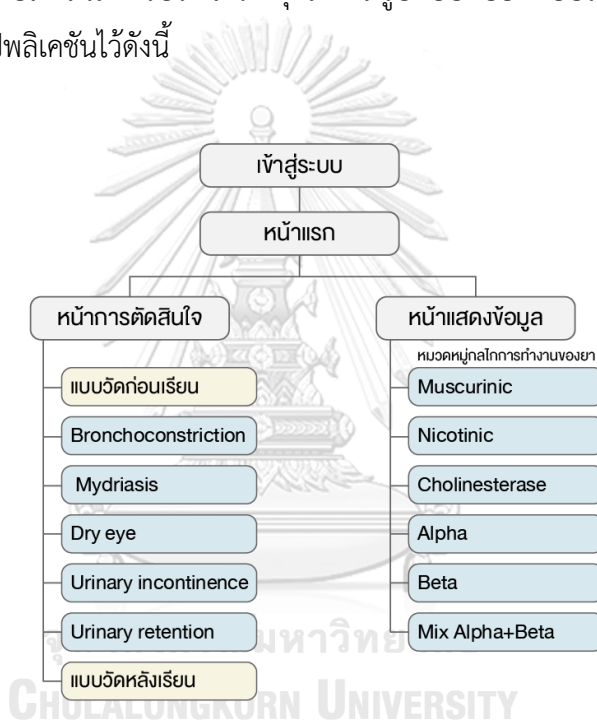 พลิเคชันไว้ดังนี้
เข้าสู่ระบบ
หน้าแรก
หน้าการตัดสินใจ
แบบวัดก่อนเรียน
Bronchoconstriction
Mydriasis
Dry eye
Urinary incontinence
Urinary retention
แบบวัดหลังเรียน
หน้าแสดงข้อมูล
หมวดหมู่กลไกการทำงานของยา
Muscurinic
Nicotinic
Cholinesterase
Alpha
Beta
Mix Alpha+Beta
CHULALONGKORN UNIVERSITY